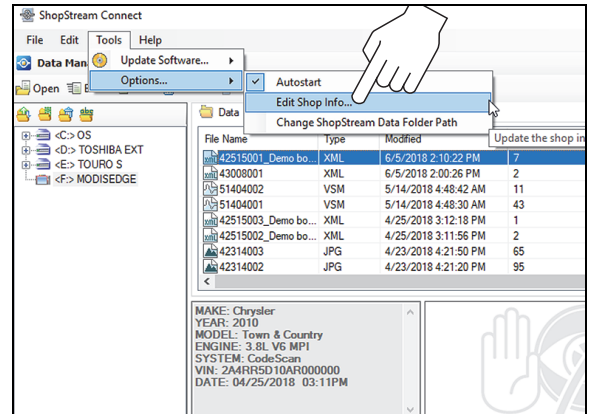 ShopStream Connect
File Edit Tools Help
Data Man
Update Software...
Options...
Open
Autostart
Edit Shop Info...
Change ShopStream Data Folder Path
Update the shop in
abc
<C:> OS
<D:> TOSHIBA EXT
<E:> TOURO S
<F:> MODISEDGE
Data
File Name Type Modified
42515001_Demo bo... XML 6/5/2018 2:10:22 PM 7
43008001 XML 6/5/2018 2:00:26 PM 2
51404002 VSM 5/14/2018 4:48:42 AM 11
51404001 VSM 5/14/2018 4:48:30 AM 43
42515003_Demo bo... XML 4/25/2018 3:12:18 PM 1
42515002_Demo bo... XML 4/25/2018 3:11:56 PM 2
42314003 JPG 4/23/2018 4:21:50 PM 65
42314002 JPG 4/23/2018 4:21:20 PM 95
MAKE: Chrysler
YEAR: 2010
MODEL: Town & Country
ENGINE: 3.8L V6 MPI
SYSTEM: CodeScan
VIN: 2A4RR5D10AR000000
DATE: 04/25/2018 03:11PM